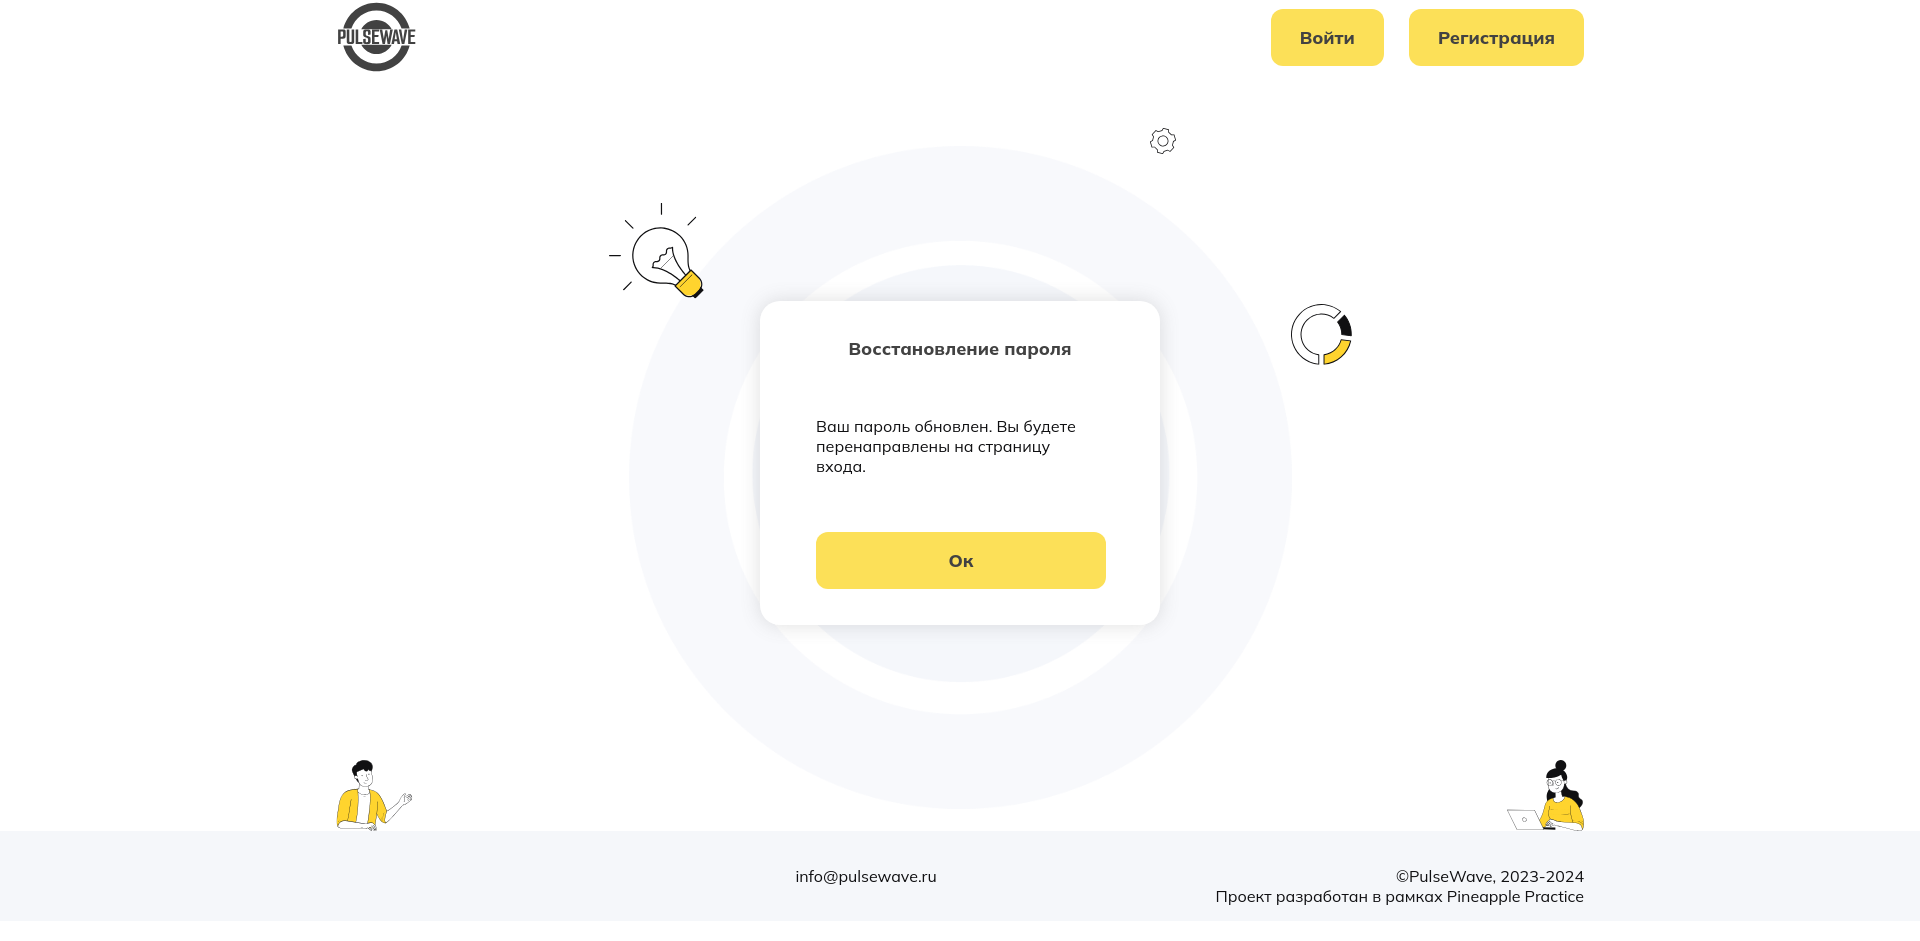 PULSEWAVE
Войти
Регистрация
Восстановление пароля
Ваш пароль обновлен. Вы будете
перенаправлены на страницу
входа.
Ок
info@pulsewave.ru
©PulseWave, 2023-2024
Проект разработан в рамках Pineapple Practice